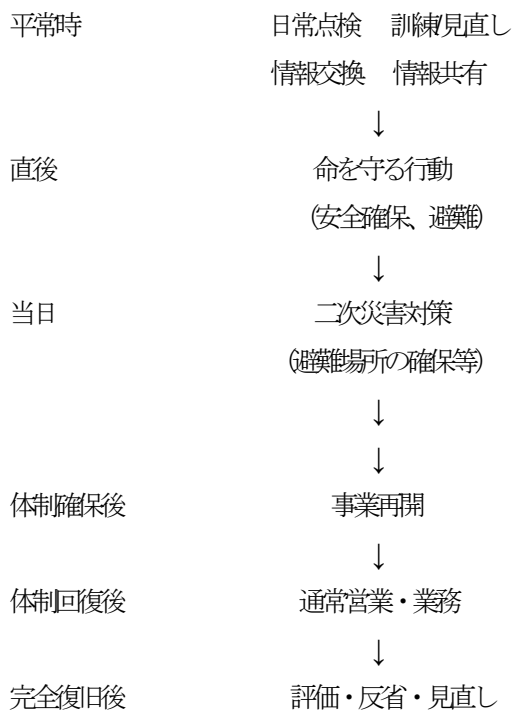 平常時 日常点検 訓練/見直し
情報交換 情報共有
↓
直後 命を守る行動
(安全確保、避難)
↓
当日 二次災害対策
(避難場所の確保等)
↓
↓
体制確保後 事業再開
↓
体制回復後 通常営業・業務
↓
完全復旧後 評価・反省・見直し